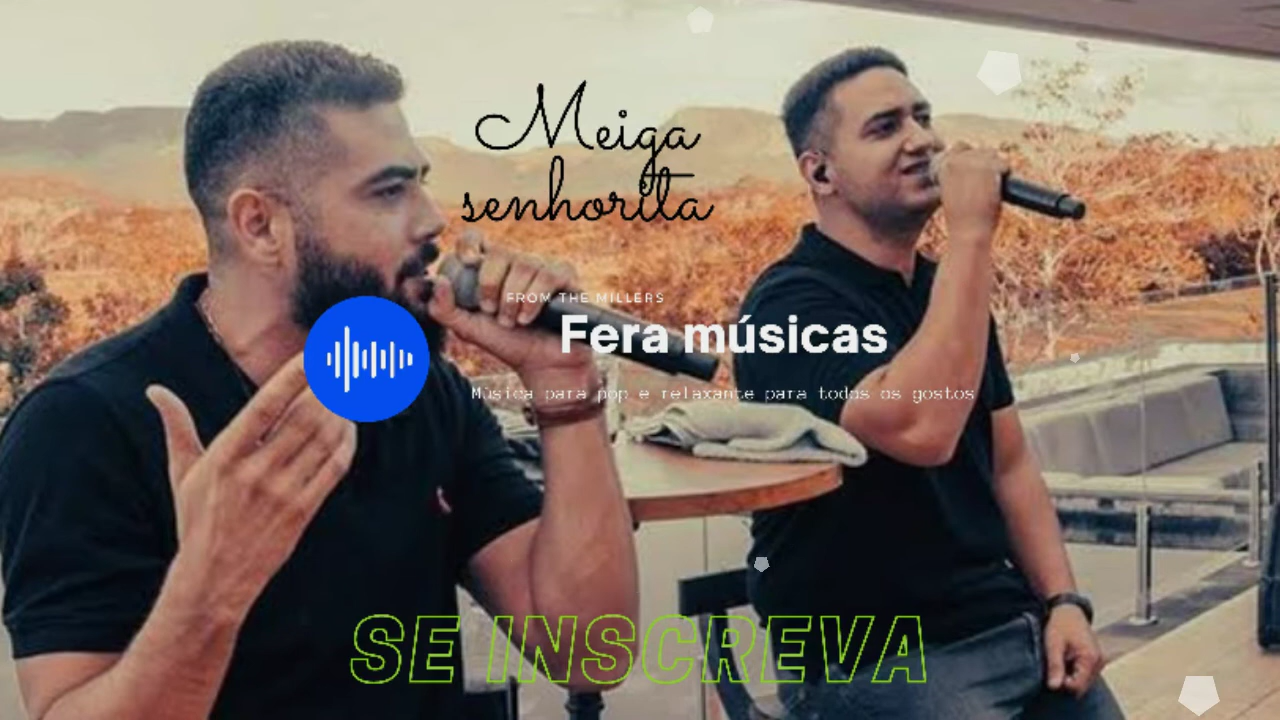 Meiga
senhorita
FROM THE MILLERS
Fera músicas
Música para pop e relaxante para todos os gostos
SE INSCREVA